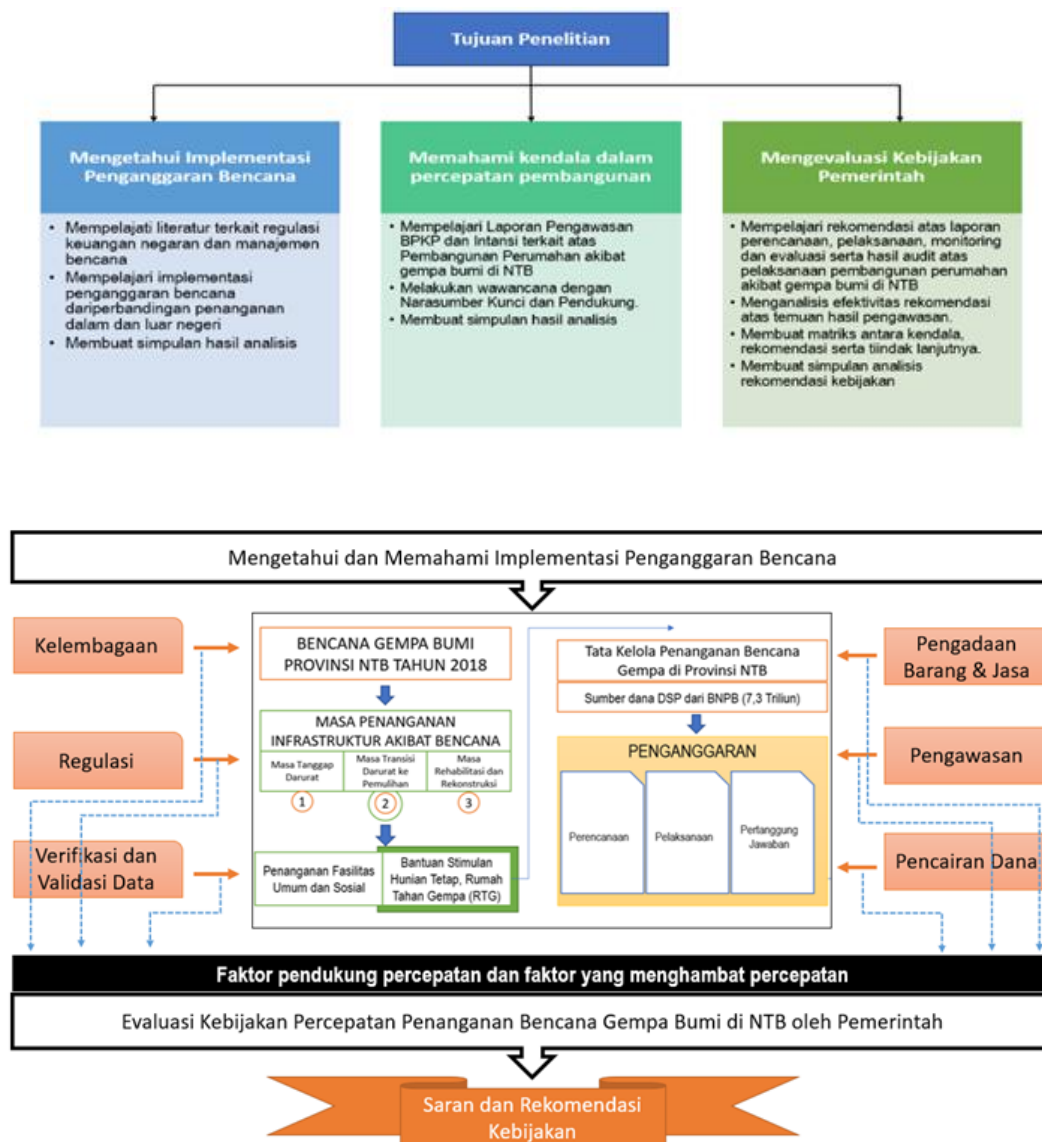 Tujuan Penelitian
Mengetahui Implementasi
Penganggaran Bencana
• Mempelajati literatur terkait regulasi
keuangan negaran dan manajemen
bencana
• Mempelajari implementasi
penganggaran bencana
dariperbandingan penanganan
dalam dan luar negeri
• Membuat simpulan hasil analisis
Memahami kendala dalam
percepatan pembangunan
• Mempelajari Laporan Pengawasan
BPKP dan Intansi terkait atas
Pembangunan Perumahan akibat
gempa bumi di NTB
• Melakukan wawancana dengan
Narasumber Kunci dan Pendukung.
• Membuat simpulan hasil analisis
Mengevaluasi Kebijakan
Pemerintah
• Mempelajari rekomendasi atas laporan
perencanaan, pelaksanaan, monitoring
dan evaluasi serta hasil audit atas
pelaksanaan pembangunan perumahan
akibat gempa bumi di NTB
• Menganalisis efektivitas rekomendasi
atas temuan hasil pengawasan.
• Membuat matriks antara kendala,
rekomendasi serta tiindak lanjutnya.
• Membuat simpulan analisis
rekomendasi kebijakan
Mengetahui dan Memahami Implementasi Penganggaran Bencana
Kelembagaan
Regulasi
Verifikasi dan
Validasi Data
BENCANA GEMPA BUMI
PROVINSI NTB TAHUN 2018
MASA PENANGANAN
INFRASTRUKTUR AKIBAT BENCANA
Masa Tanggap
Darurat
1
Masa Transisi
Darurat ke
Pemulihan
2
Masa
Rehabilitasi dan
Rekonstruksi
3
Penanganan Fasilitas
Umum dan Sosial
Bantuan Stimulan
Hunian Tetap, Rumah
Tahan Gempa (RTG)
Tata Kelola Penanganan Bencana
Gempa di Provinsi NTB
Sumber dana DSP dari BNPB (7,3 Triliun)
PENGANGGARAN
Perencanaan
Pelaksanaan
Pertanggung
Jawaban
Pengadaan
Barang & Jasa
Pengawasan
Pencairan Dana
Faktor pendukung percepatan dan faktor yang menghambat percepatan
Evaluasi Kebijakan Percepatan Penanganan Bencana Gempa Bumi di NTB oleh Pemerintah
Saran dan Rekomendasi
Kebijakan